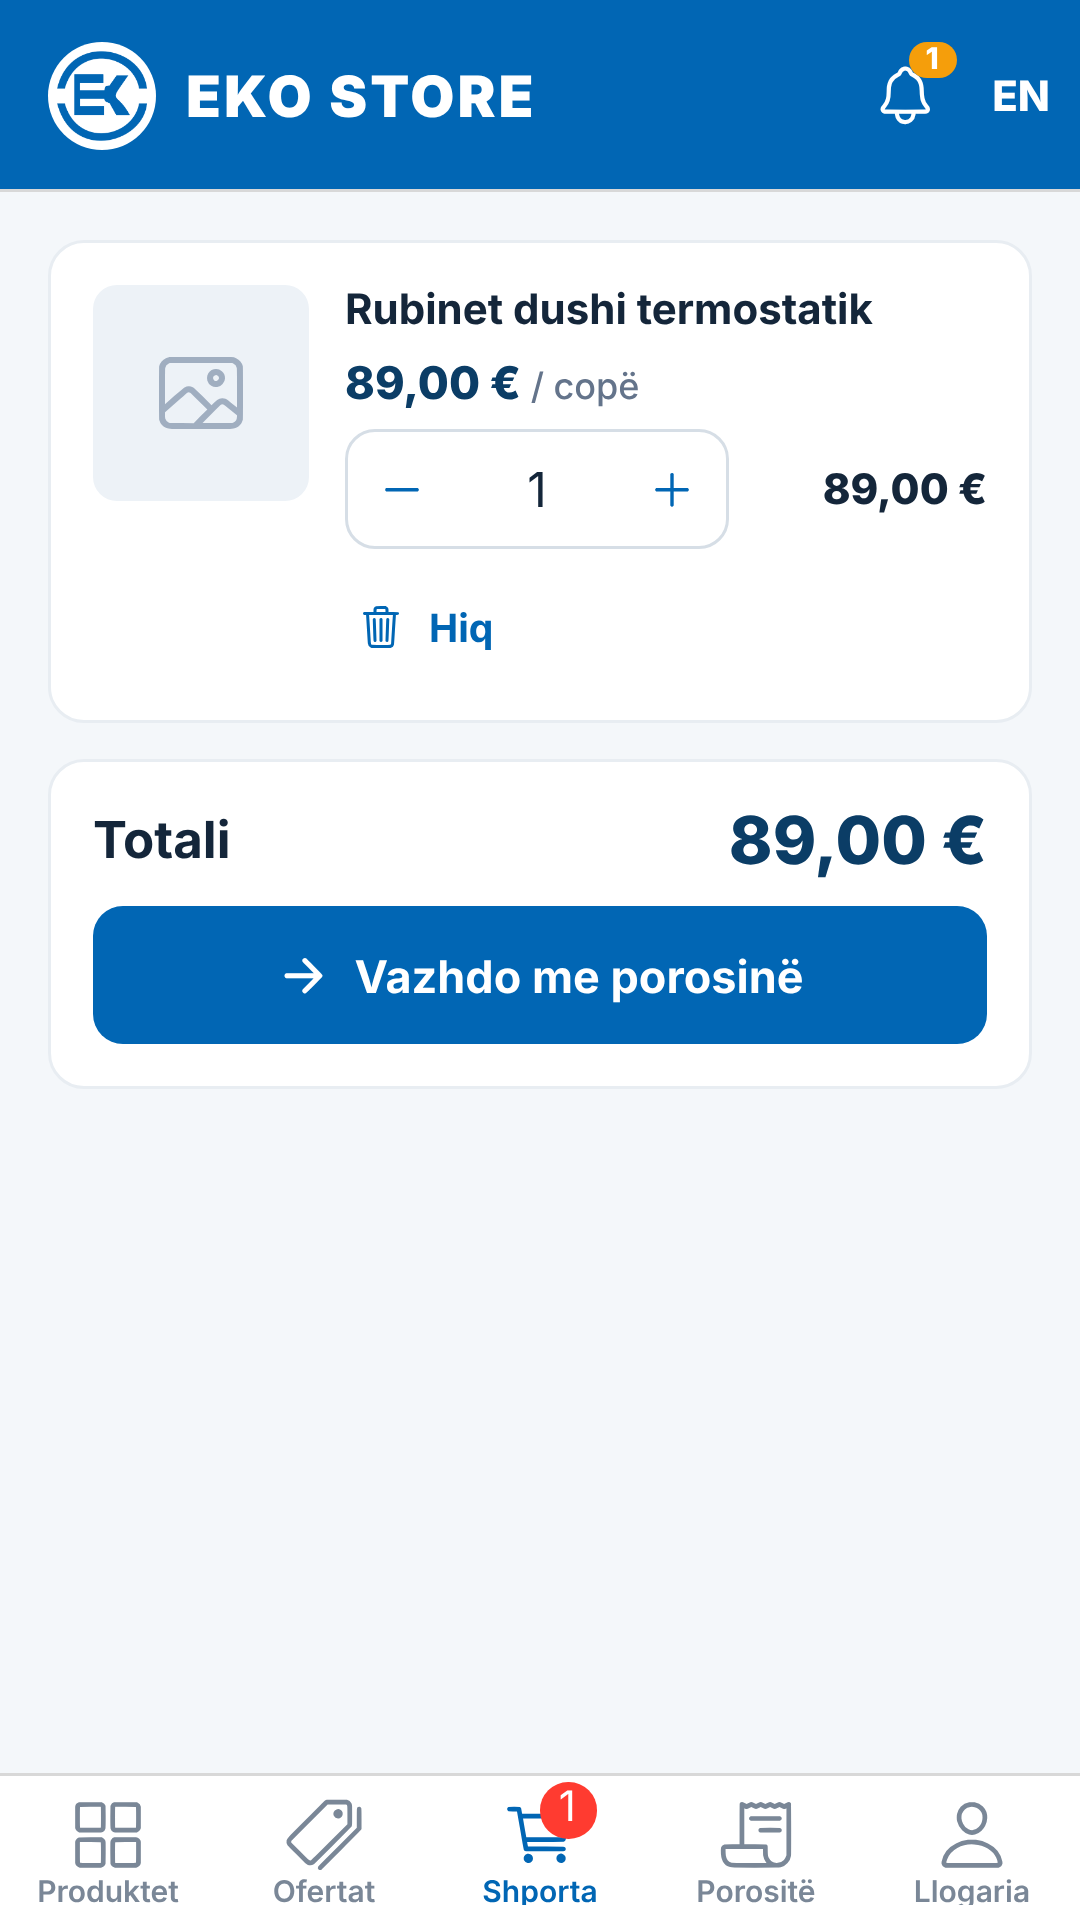 EK
EKO STORE
1
EN
Rubinet dushi termostatik
89,00 € / copë
1
89,00 €
Hiq
Totali
89,00 €
Vazhdo me porosinë
1
Produktet
Ofertat
Shporta
Porositë
Llogaria